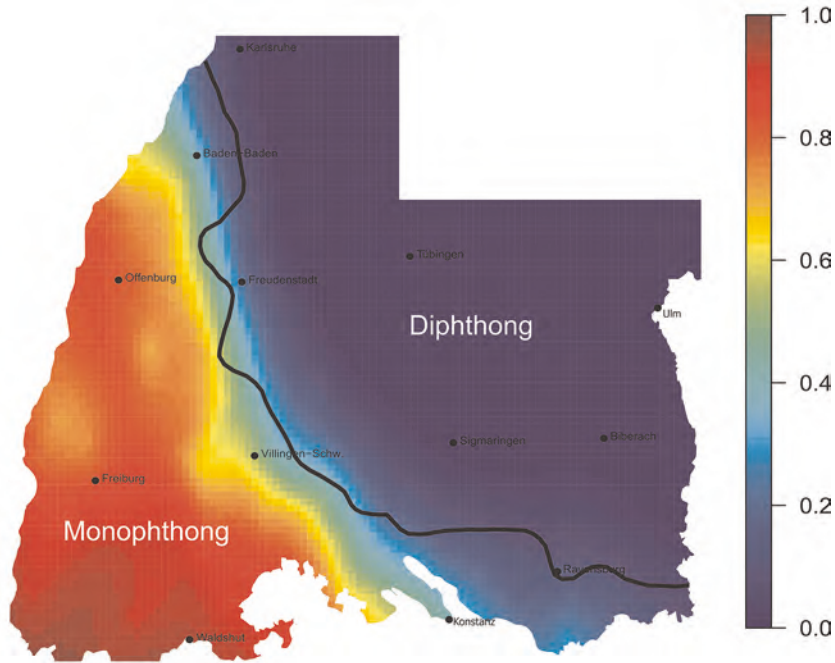 Karlsruhe
Baden-Baden
Tübingen
Offenburg
Freudenstadt
Ulm
Diphthong
Sigmaringen
Biberach
Villingen-Schw.
Freiburg
Monophthong
Ravensberg
Konstanz
Waldshut
1.0
0.8
0.6
0.4
0.2
0.0